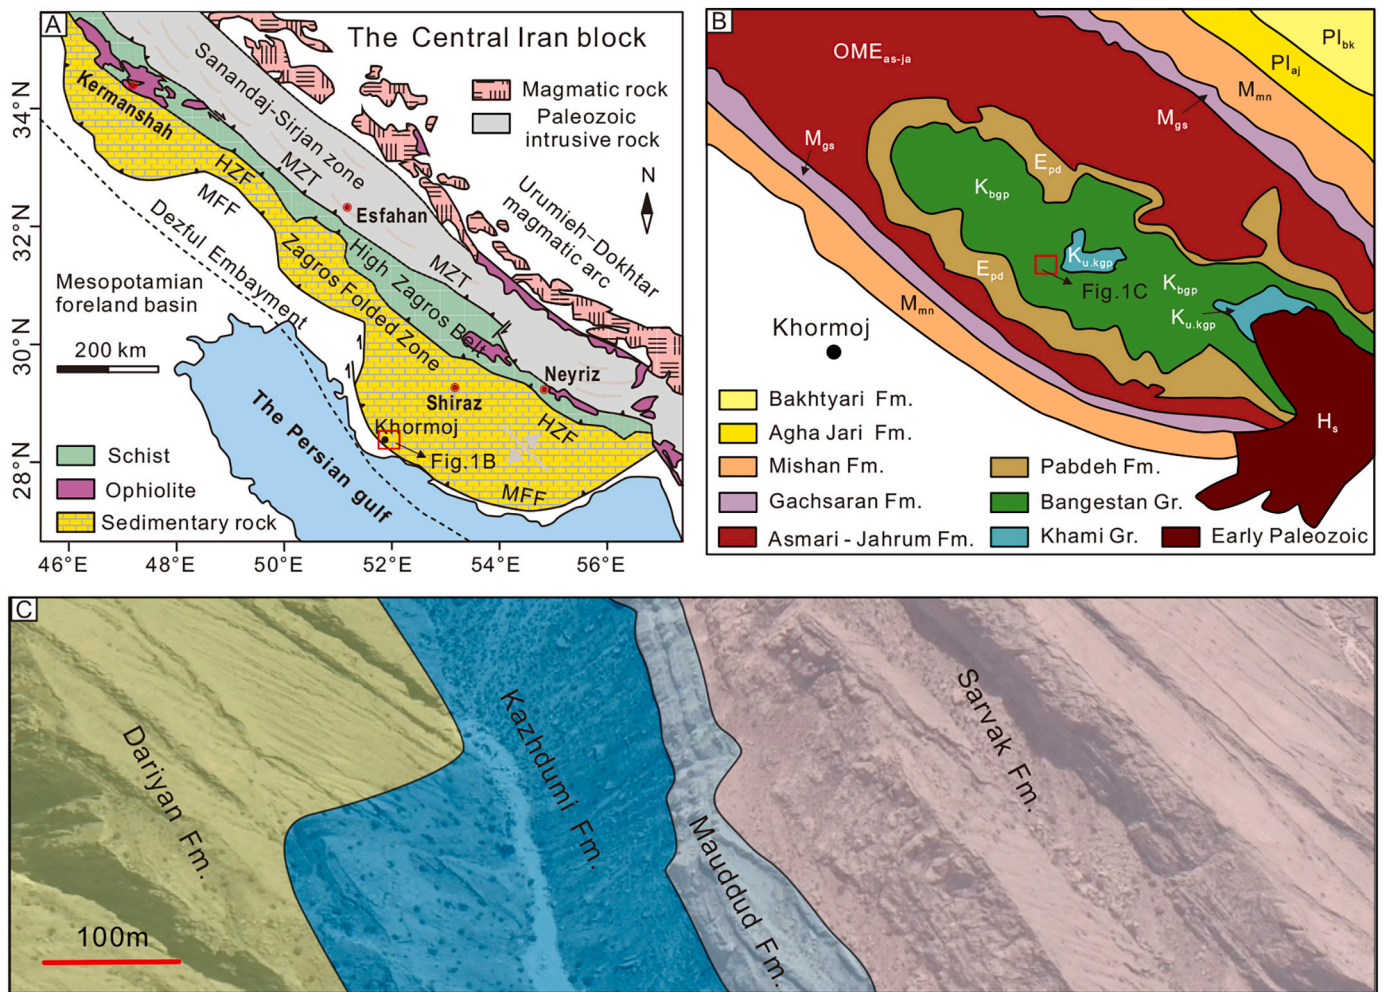 A
The Central Iran block
Magmatic rock
Paleozoic
intrusive rock
N
Sanandaj-Sirjan zone
Kermanshah
HZF
MZT
MFF
Esfahan
Urumieh-Dokhtar
magmatic arc
Dezful Embayment
Zagros Folded Zone
High Zagros Belt
MZT
Mesopotamian
foreland basin
200 km
Neyriz
Shiraz
HZF
Khormoj
Fig.1B
MFF
The Persian gulf
Schist
Ophiolite
Sedimentary rock
34°N
32°N
30°N
28°N
46°E
48°E
50°E
52°E
54°E
56°E
B
OMEas-ja
Plbk
Plaj
Mmn
Mgs
Mgs
Epd
Kbgp
Ku.kgp
Epd
Fig.1C
Kbgp
Ku.kgp
Mmn
Khormoj
Hs
Bakhtyari Fm.
Agha Jari Fm.
Mishan Fm.
Gachsaran Fm.
Asmari - Jahrum Fm.
Pabdeh Fm.
Bangestan Gr.
Khami Gr.
Early Paleozoic
C
Dariyan Fm.
Kazhdumi Fm.
Mauddud Fm.
Sarvak Fm.
100m